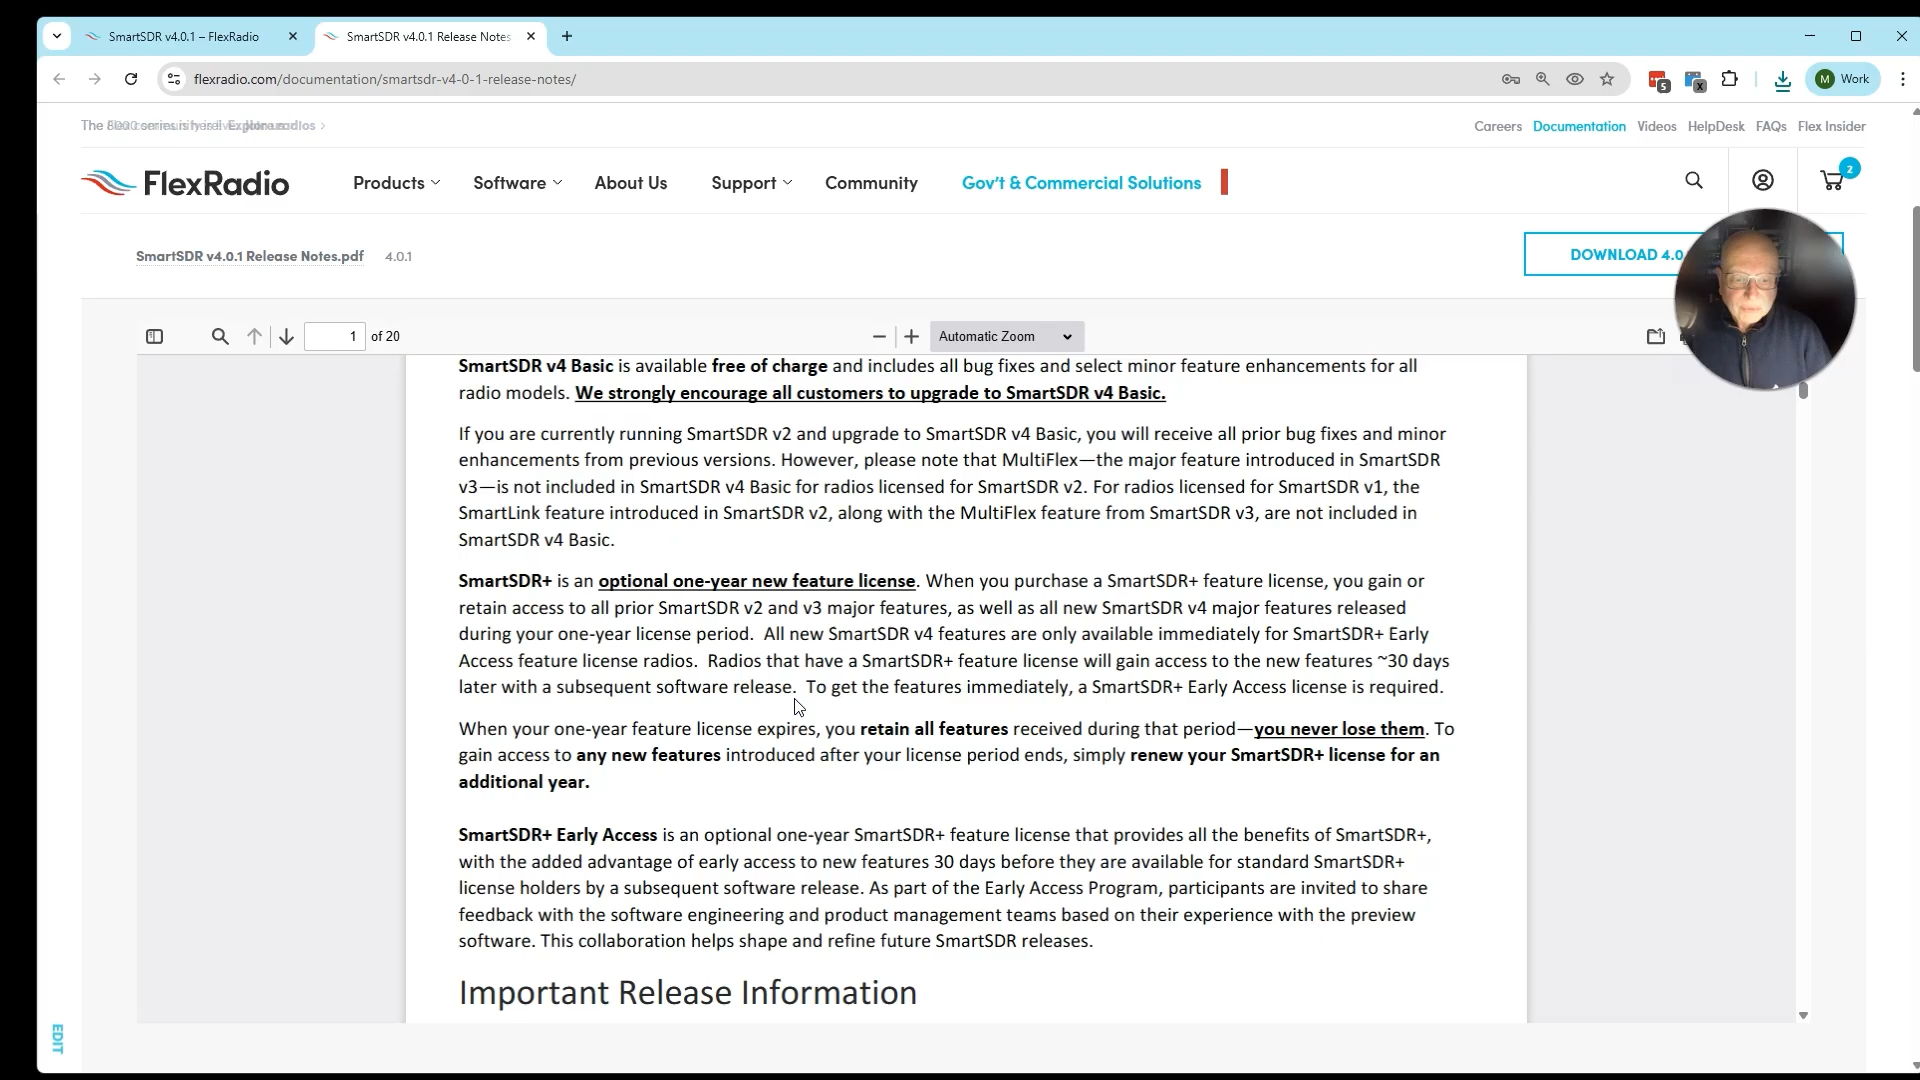 SmartSDR v4.0.1 – FlexRadio
SmartSDR v4.0.1 Release Notes
flexradio.com/documentation/smartsdr-v4-0-1-release-notes/
5
X
M
Work
The
Careers Documentation Videos HelpDesk FAQs Flex Insider
FlexRadio
Products Software About Us Support Community Gov't & Commercial Solutions
2
SmartSDR v4.0.1 Release Notes.pdf 4.0.1
DOWNLOAD 4.0
1 of 20
Automatic Zoom
SmartSDR v4 Basic is available free of charge and includes all bug fixes and select minor feature enhancements for all
radio models. We strongly encourage all customers to upgrade to SmartSDR v4 Basic.
If you are currently running SmartSDR v2 and upgrade to SmartSDR v4 Basic, you will receive all prior bug fixes and minor
enhancements from previous versions. However, please note that MultiFlex—the major feature introduced in SmartSDR
v3—is not included in SmartSDR v4 Basic for radios licensed for SmartSDR v2. For radios licensed for SmartSDR v1, the
SmartLink feature introduced in SmartSDR v2, along with the MultiFlex feature from SmartSDR v3, are not included in
SmartSDR v4 Basic.
SmartSDR+ is an optional one-year new feature license. When you purchase a SmartSDR+ feature license, you gain or
retain access to all prior SmartSDR v2 and v3 major features, as well as all new SmartSDR v4 major features released
during your one-year license period. All new SmartSDR v4 features are only available immediately for SmartSDR+ Early
Access feature license radios. Radios that have a SmartSDR+ feature license will gain access to the new features ~30 days
later with a subsequent software release. To get the features immediately, a SmartSDR+ Early Access license is required.
When your one-year feature license expires, you retain all features received during that period—you never lose them. To
gain access to any new features introduced after your license period ends, simply renew your SmartSDR+ license for an
additional year.
SmartSDR+ Early Access is an optional one-year SmartSDR+ feature license that provides all the benefits of SmartSDR+,
with the added advantage of early access to new features 30 days before they are available for standard SmartSDR+
license holders by a subsequent software release. As part of the Early Access Program, participants are invited to share
feedback with the software engineering and product management teams based on their experience with the preview
software. This collaboration helps shape and refine future SmartSDR releases.
Important Release Information
EDIT